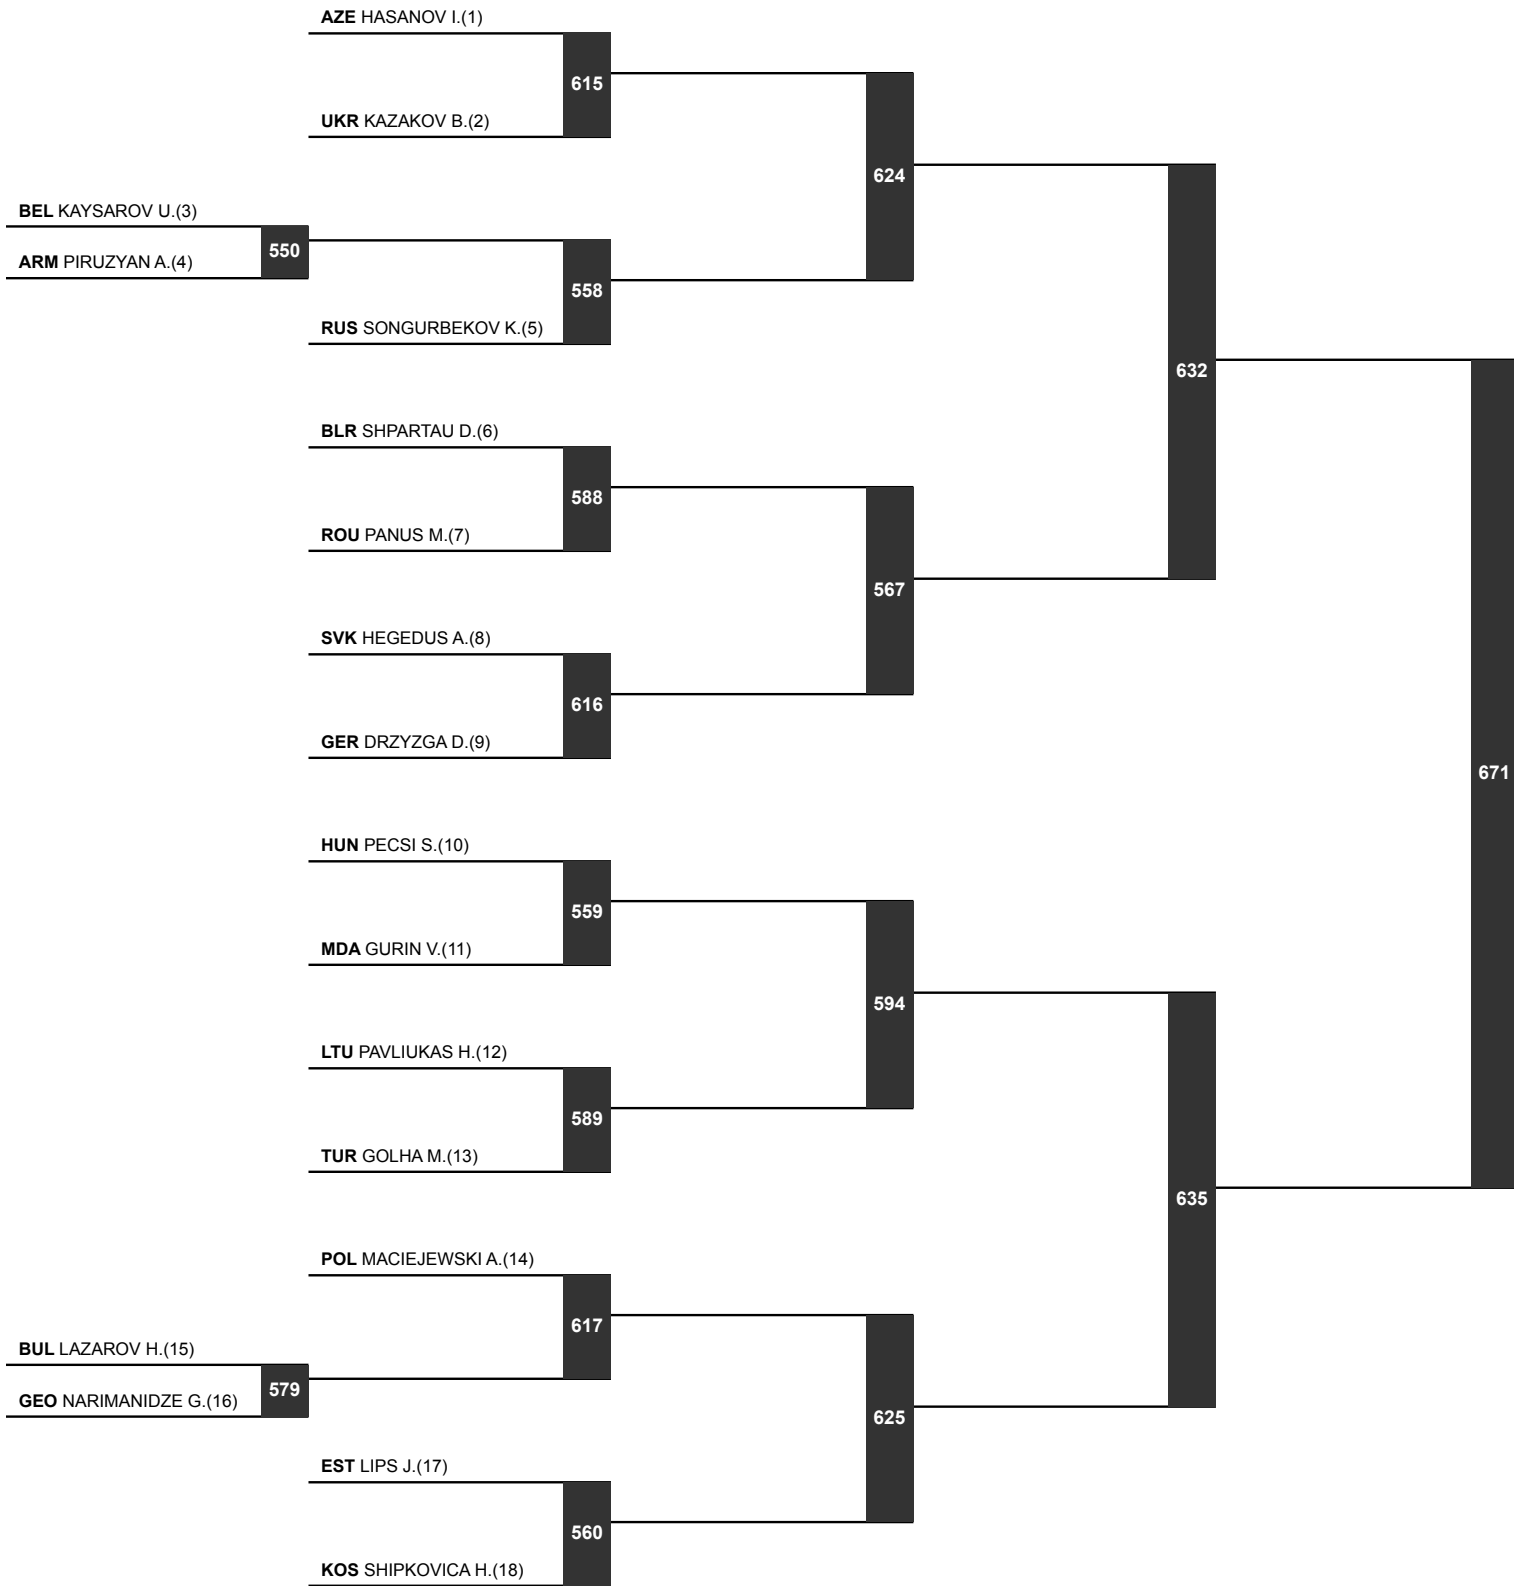 AZE HASANOV I.(1)
615
UKR KAZAKOV B.(2)
624
BEL KAYSAROV U.(3)
550
ARM PIRUZYAN A.(4)
558
RUS SONGURBEKOV K.(5)
632
BLR SHPARTAU D.(6)
588
ROU PANUS M.(7)
567
SVK HEGEDUS A.(8)
616
GER DRZYZGA D.(9)
671
HUN PECSI S.(10)
559
MDA GURIN V.(11)
594
LTU PAVLIUKAS H.(12)
589
TUR GOLHA M.(13)
635
POL MACIEJEWSKI A.(14)
617
BUL LAZAROV H.(15)
579
GEO NARIMANIDZE G.(16)
625
EST LIPS J.(17)
560
KOS SHIPKOVICA H.(18)